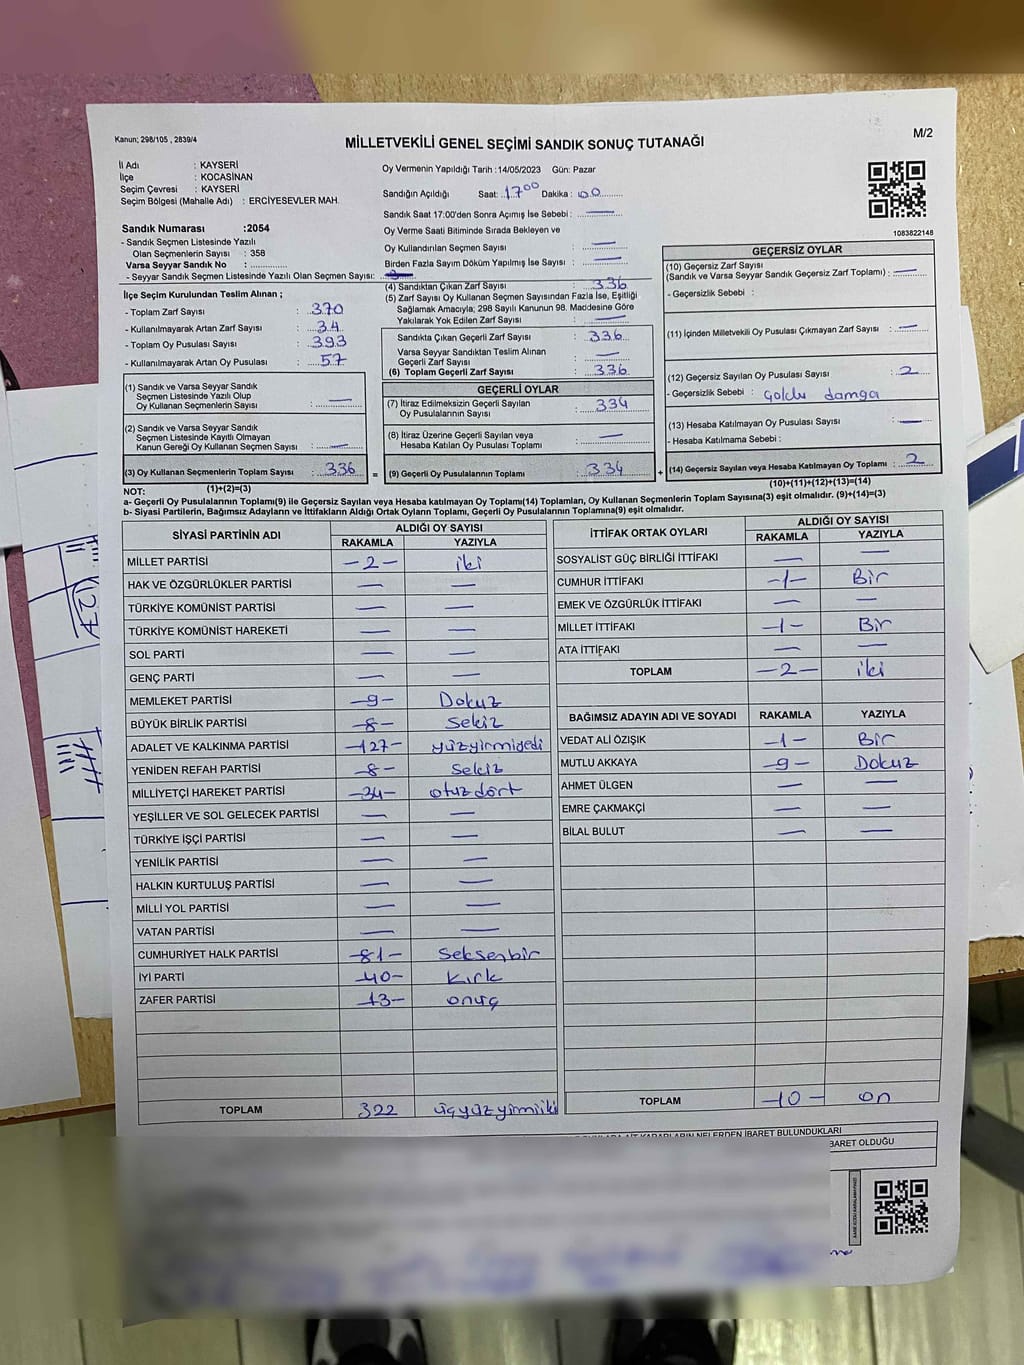 Kanun; 298/105 , 2839/4
MİLLETVEKİLİ GENEL SEÇİMİ SANDIK SONUÇ TUTANAĞI
M/2
İl Adı : KAYSERİ
İlçe : KOCASİNAN
Seçim Çevresi : KAYSERİ
Seçim Bölgesi (Mahalle Adı) : ERCİYESEVLER MAH.
Oy Vermenin Yapıldığı Tarih :14/05/2023 Gün: Pazar
Sandığın Açıldığı Saat: 17⁰⁰ Dakika : 00
Sandık Saat 17:00'den Sonra Açılmış İse Sebebi : —
Oy Verme Saati Bitiminde Sırada Bekleyen ve
Oy Kullandırılan Seçmen Sayısı : —
Birden Fazla Sayım Döküm Yapılmış İse Sayısı : —
1083822148
Sandık Numarası :2054
- Sandık Seçmen Listesinde Yazılı
Olan Seçmenlerin Sayısı : 358
Varsa Seyyar Sandık No :
- Seyyar Sandık Seçmen Listesinde Yazılı Olan Seçmen Sayısı:
İlçe Seçim Kurulundan Teslim Alınan ;
- Toplam Zarf Sayısı : 370
- Kullanılmayarak Artan Zarf Sayısı : 34
- Toplam Oy Pusulası Sayısı : 393
- Kullanılmayarak Artan Oy Pusulası : 57
(1) Sandık ve Varsa Seyyar Sandık
Seçmen Listesinde Yazılı Olup
Oy Kullanan Seçmenlerin Sayısı : —
(2) Sandık ve Varsa Seyyar Sandık
Seçmen Listesinde Kayıtlı Olmayan
Kanun Gereği Oy Kullanan Seçmen Sayısı : —
(3) Oy Kullanan Seçmenlerin Toplam Sayısı : 336 =
(1)+(2)=(3)
(4) Sandıktan Çıkan Zarf Sayısı : 336
(5) Zarf Sayısı Oy Kullanan Seçmen Sayısından Fazla İse, Eşitliği
Sağlamak Amacıyla; 298 Sayılı Kanunun 98. Maddesine Göre
Yakılarak Yok Edilen Zarf Sayısı : —
Sandıkta Çıkan Geçerli Zarf Sayısı : 336
Varsa Seyyar Sandıktan Teslim Alınan
Geçerli Zarf Sayısı : —
(6) Toplam Geçerli Zarf Sayısı : 336
GEÇERLİ OYLAR
(7) İtiraz Edilmeksizin Geçerli Sayılan
Oy Pusulalarının Sayısı : 334
(8) İtiraz Üzerine Geçerli Sayılan veya
Hesaba Katılan Oy Pusulası Toplamı : —
(9) Geçerli Oy Pusulalarının Toplamı : 334 +
GEÇERSİZ OYLAR
(10) Geçersiz Zarf Sayısı
(Sandık ve Varsa Seyyar Sandık Geçersiz Zarf Toplamı) : —
- Geçersizlik Sebebi :
(11) İçinden Milletvekili Oy Pusulası Çıkmayan Zarf Sayısı : —
(12) Geçersiz Sayılan Oy Pusulası Sayısı : 2
- Geçersizlik Sebebi : Çoklu damga
(13) Hesaba Katılmayan Oy Pusulası Sayısı : —
- Hesaba Katılmama Sebebi :
(14) Geçersiz Sayılan veya Hesaba Katılmayan Oy Toplamı : 2
(10)+(11)+(12)+(13)=(14)
NOT:
a- Geçerli Oy Pusulalarının Toplamı(9) ile Geçersiz Sayılan veya Hesaba katılmayan Oy Toplamı(14) Toplamları, Oy Kullanan Seçmenlerin Toplam Sayısına(3) eşit olmalıdır. (9)+(14)=(3)
b- Siyasi Partilerin, Bağımsız Adayların ve İttifakların Aldığı Ortak Oyların Toplamı, Geçerli Oy Pusulalarının Toplamına(9) eşit olmalıdır.
SİYASİ PARTİNİN ADI ALDIĞI OY SAYISI
RAKAMLA YAZIYLA
MİLLET PARTİSİ -2- iki
HAK VE ÖZGÜRLÜKLER PARTİSİ — —
TÜRKİYE KOMÜNİST PARTİSİ — —
TÜRKİYE KOMÜNİST HAREKETİ — —
SOL PARTİ — —
GENÇ PARTİ — —
MEMLEKET PARTİSİ -9- Dokuz
BÜYÜK BİRLİK PARTİSİ -8- Sekiz
ADALET VE KALKINMA PARTİSİ -127- yüzyirmiyedi
YENİDEN REFAH PARTİSİ -8- Sekiz
MİLLİYETÇİ HAREKET PARTİSİ -34- otuzdört
YEŞİLLER VE SOL GELECEK PARTİSİ — —
TÜRKİYE İŞÇİ PARTİSİ — —
YENİLİK PARTİSİ — —
HALKIN KURTULUŞ PARTİSİ — —
MİLLİ YOL PARTİSİ — —
VATAN PARTİSİ — —
CUMHURİYET HALK PARTİSİ -81- Seksenbir
İYİ PARTİ -40- Kırk
ZAFER PARTİSİ -13- onüç
TOPLAM 322 üçyüzyirmiiki
İTTİFAK ORTAK OYLARI ALDIĞI OY SAYISI
RAKAMLA YAZIYLA
SOSYALIST GÜÇ BİRLİĞİ İTTİFAKI — —
CUMHUR İTTİFAKI -1- Bir
EMEK VE ÖZGÜRLÜK İTTİFAKI — —
MİLLET İTTİFAKI -1- Bir
ATA İTTİFAKI — —
TOPLAM -2- iki
BAĞIMSIZ ADAYIN ADI VE SOYADI RAKAMLA YAZIYLA
VEDAT ALİ ÖZIŞIK -1- Bir
MUTLU AKKAYA -9- Dokuz
AHMET ÜLGEN — —
EMRE ÇAKMAKÇI — —
BİLAL BULUT — —
TOPLAM -10- on
NELERDEN İBARET BULUNDUKLARI
BARET OLDUĞU
127